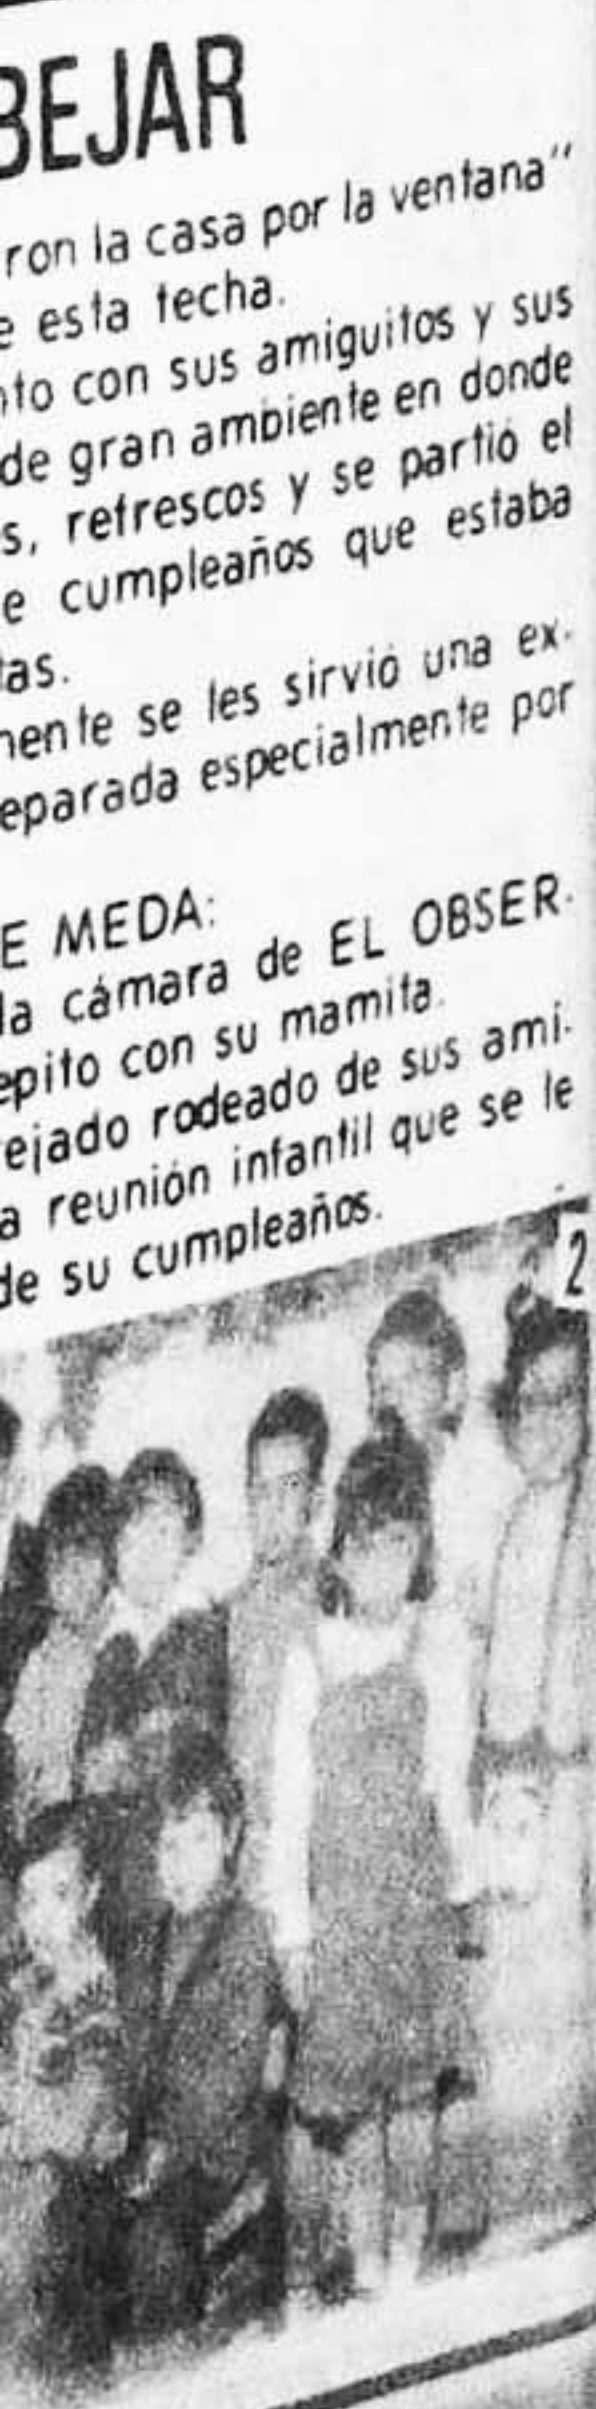 BEJAR
ron la casa por la ventana"
e esta fecha.
nto con sus amiguitos y sus
de gran ambiente en donde
s, refrescos y se partió el
e cumpleaños que estaba
tas.
mente se les sirvió una ex-
eparada especialmente por
E MEDA:
la cámara de EL OBSER-
epito con su mamita.
ejado rodeado de sus ami-
a reunión infantil que se le
de su cumpleaños.
2